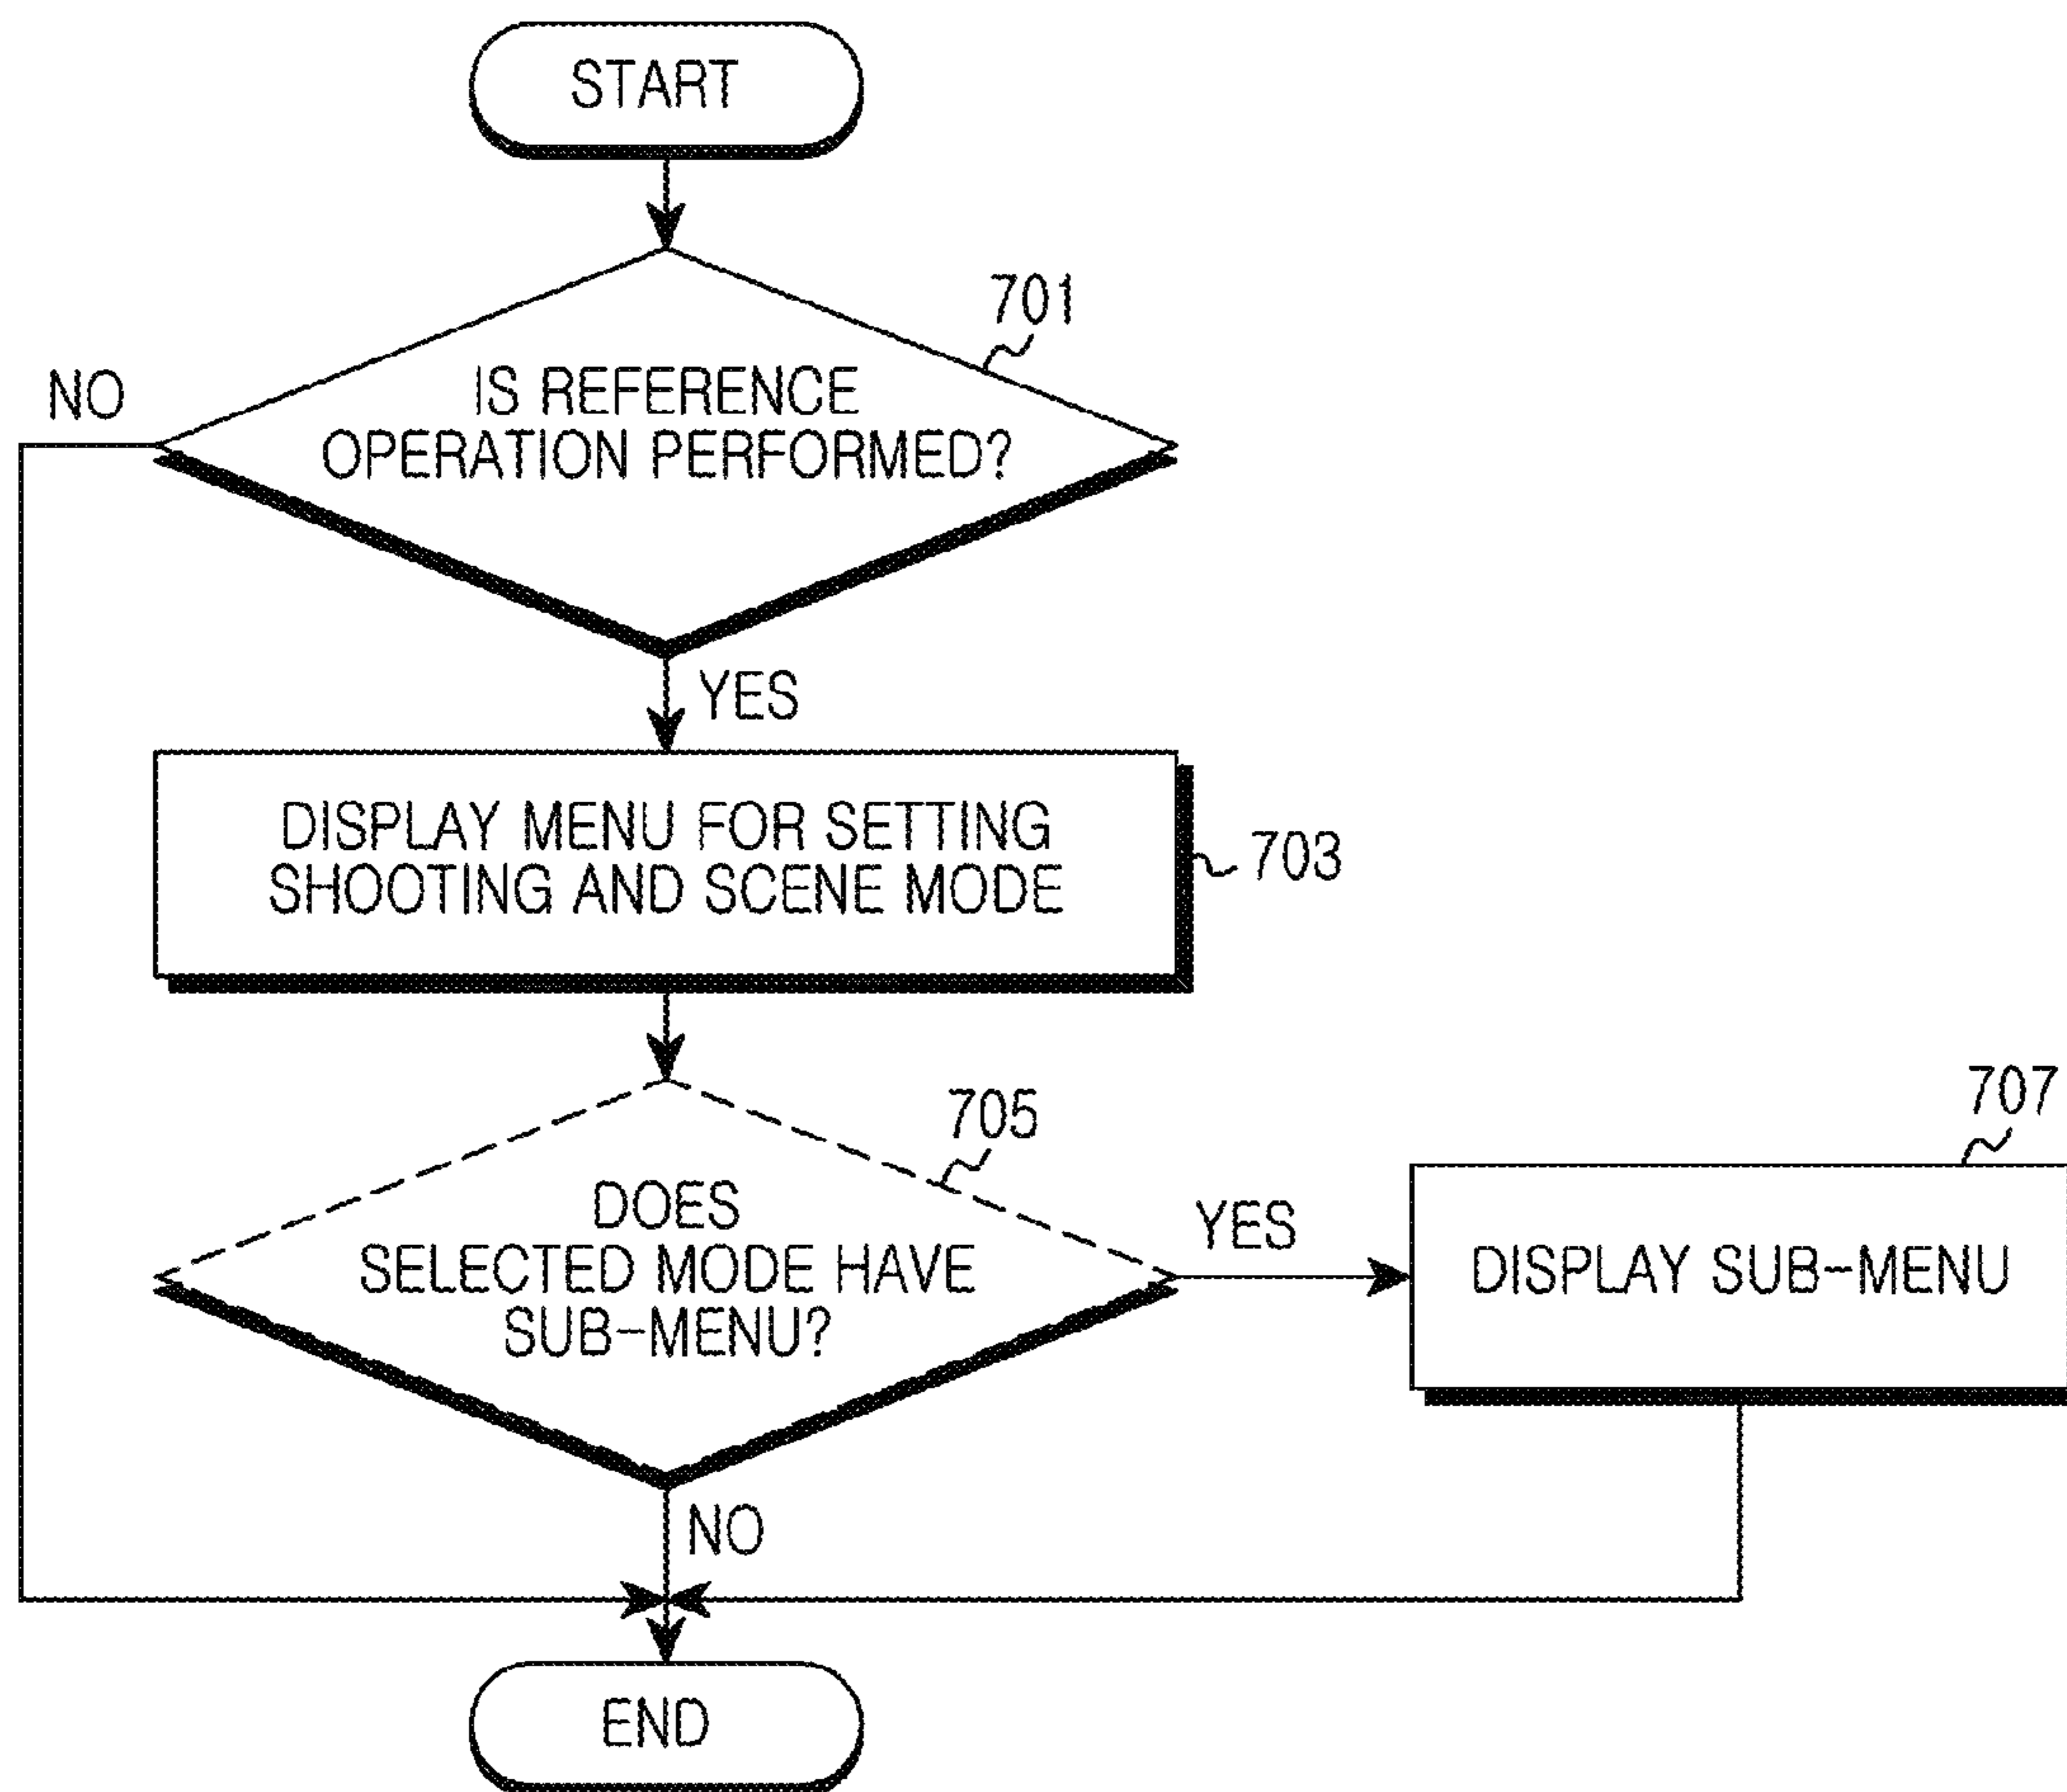 START
701
NO
IS REFERENCE
OPERATION PERFORMED?
YES
DISPLAY MENU FOR SETTING
SHOOTING AND SCENE MODE
703
705
707
DOES
SELECTED MODE HAVE
SUB-MENU?
YES
DISPLAY SUB-MENU
NO
END